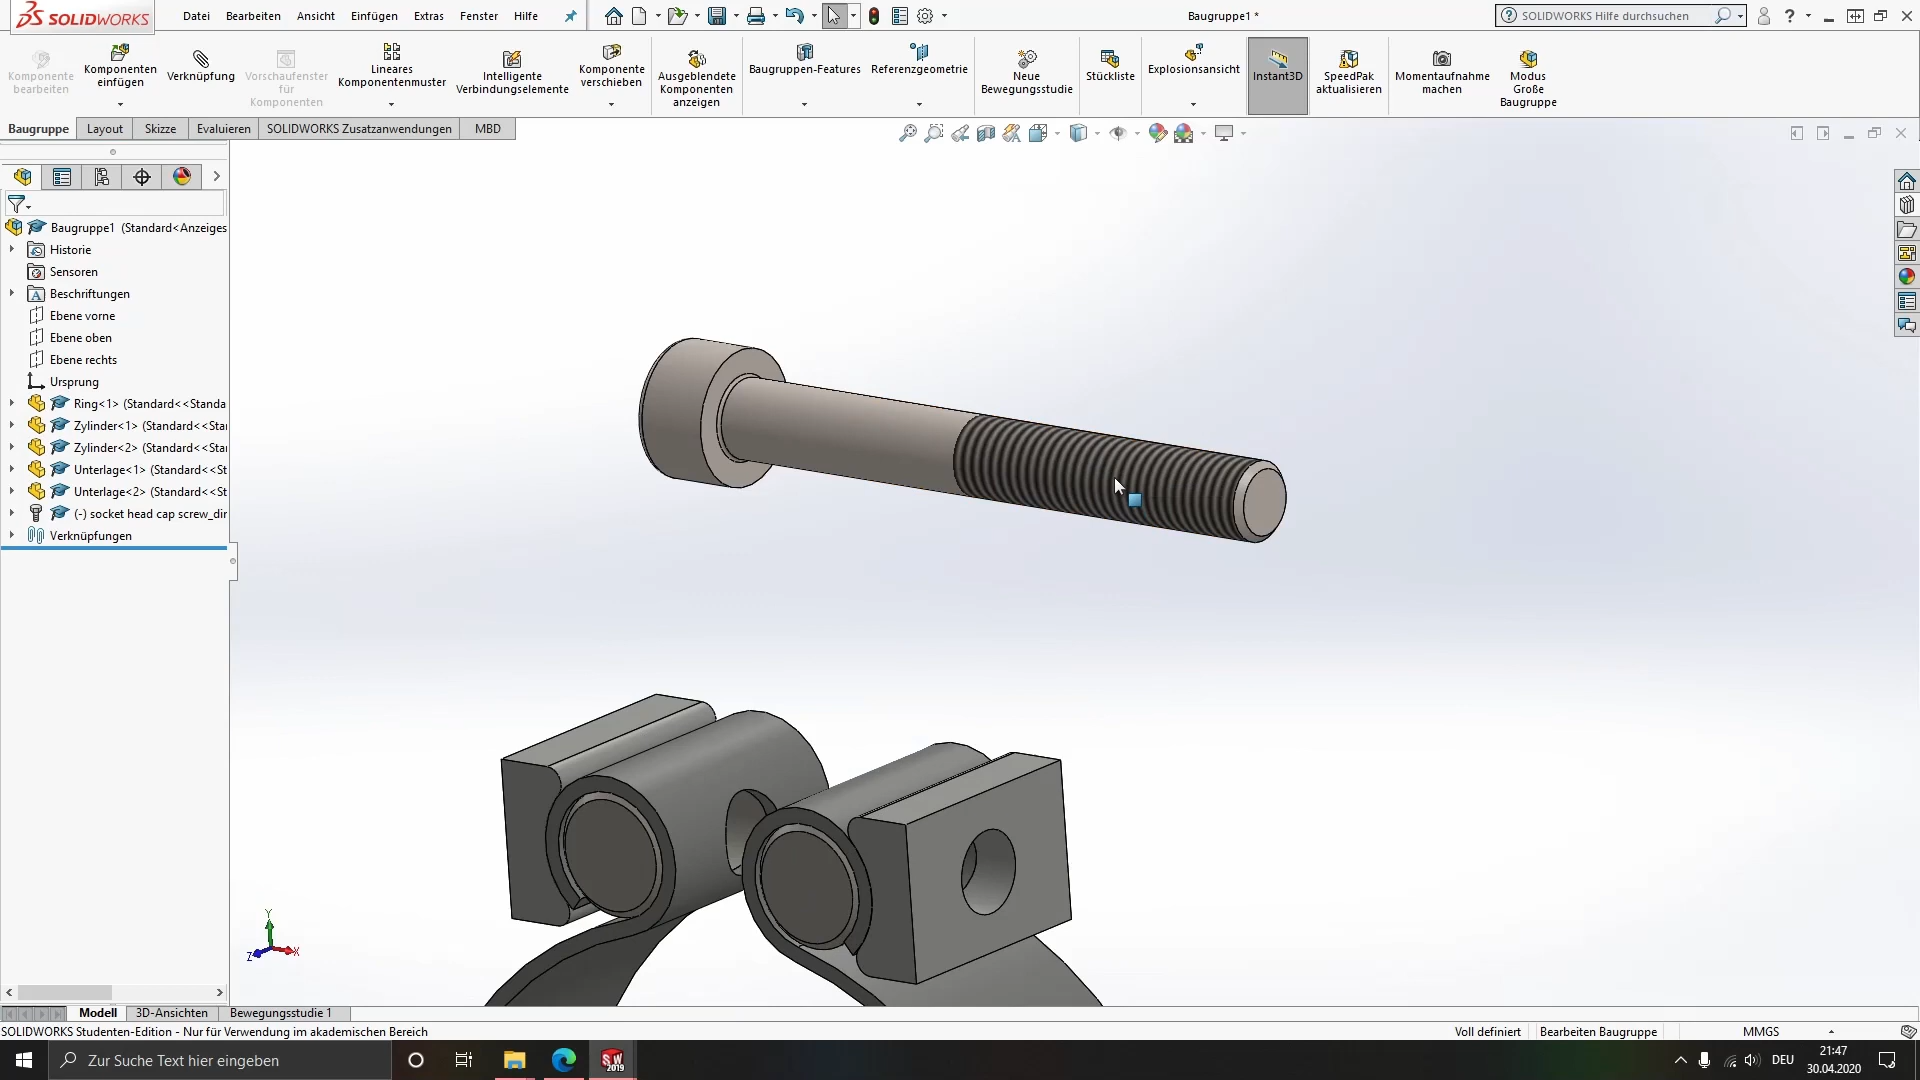 SOLIDWORKS
Datei Bearbeiten Ansicht Einfügen Extras Fenster Hilfe
Baugruppe1 *
SOLIDWORKS Hilfe durchsuchen
Komponente bearbeiten
Komponenten einfügen
Verknüpfung
Vorschaufenster für Komponenten
Lineares Komponentenmuster
Intelligente Verbindungselemente
Komponente verschieben
Ausgeblendete Komponenten anzeigen
Baugruppen-Features
Referenzgeometrie
Neue Bewegungsstudie
Stückliste
Explosionsansicht
Instant3D
SpeedPak aktualisieren
Momentaufnahme machen
Modus Große Baugruppe
Baugruppe Layout Skizze Evaluieren SOLIDWORKS Zusatzanwendungen MBD
Baugruppe1 (Standard<Anzeiges
Historie
Sensoren
Beschriftungen
Ebene vorne
Ebene oben
Ebene rechts
Ursprung
Ring<1> (Standard<<Standa
Zylinder<1> (Standard<<Sta
Zylinder<2> (Standard<<Sta
Unterlage<1> (Standard<<St
Unterlage<2> (Standard<<St
(-) socket head cap screw_dir
Verknüpfungen
Y
Z X
Modell 3D-Ansichten Bewegungsstudie 1
SOLIDWORKS Studenten-Edition - Nur für Verwendung im akademischen Bereich
Voll definiert Bearbeiten Baugruppe MMGS
Zur Suche Text hier eingeben
SW 2019
DEU
21:47
30.04.2020